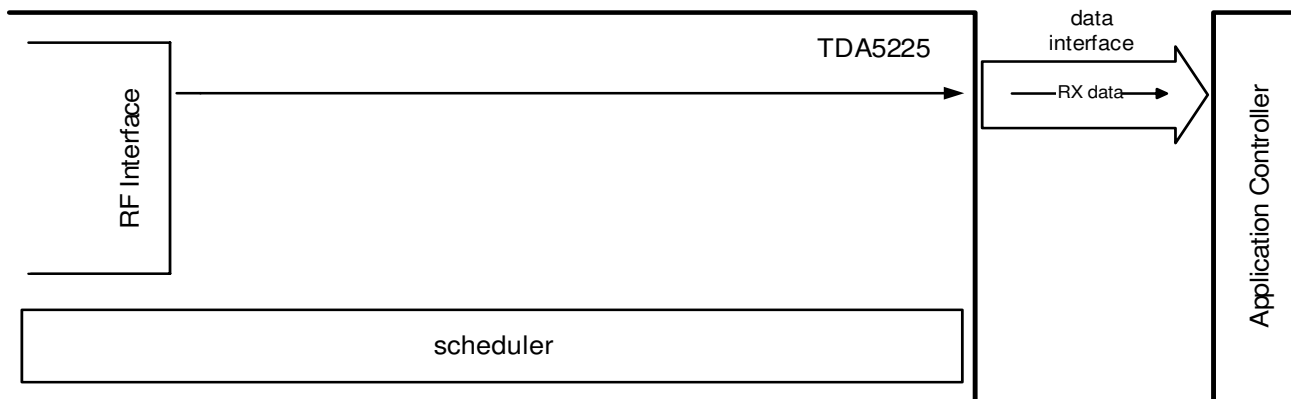 data
interface
TDA5225
RX data
RF Interface
Application Controller
scheduler